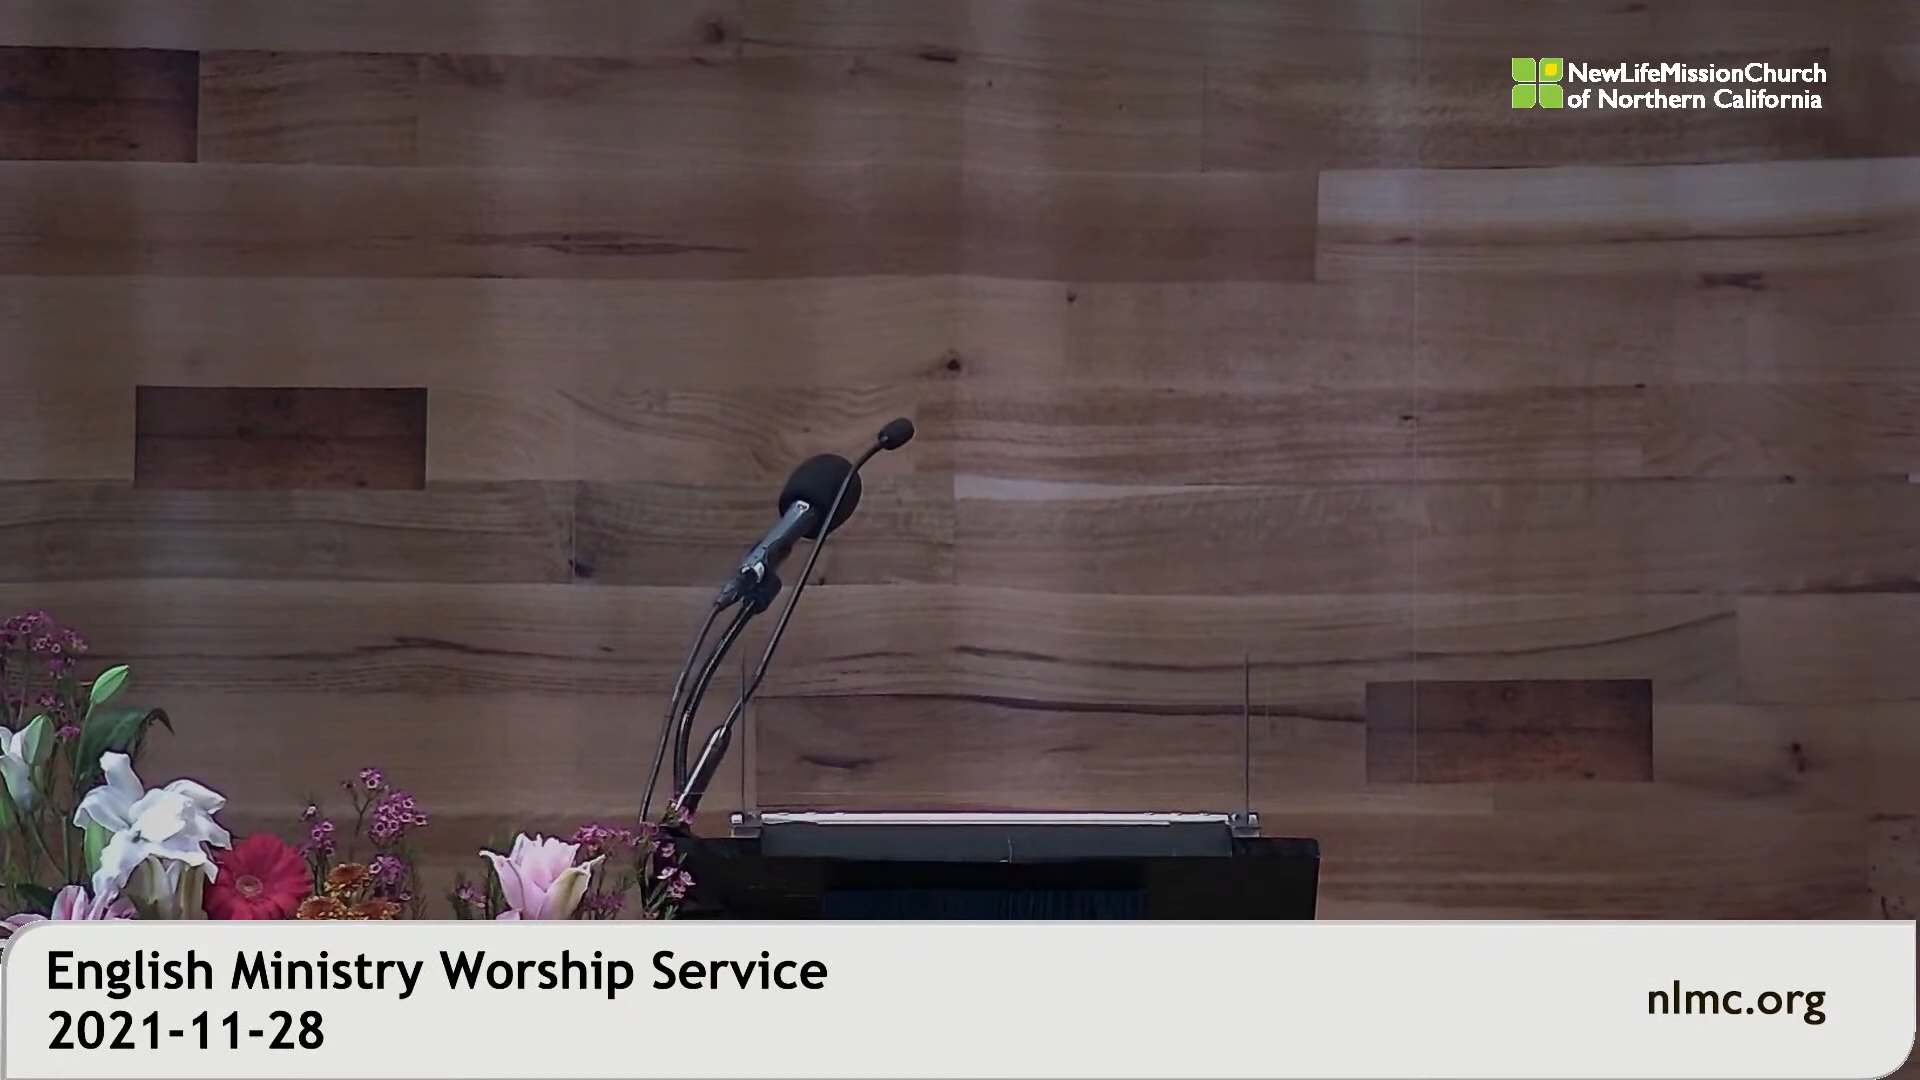 NewLifeMissionChurch
of Northern California
English Ministry Worship Service
2021-11-28
nlmc.org